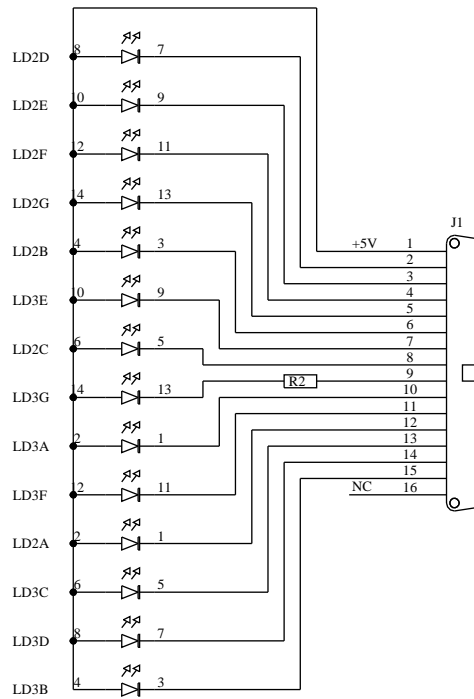 LD2D 8 7
LD2E 10 9
LD2F 12 11
LD2G 14 13
J1
LD2B 4 3 +5V 1
2
3
LD3E 10 9 4
5
6
LD2C 6 5 7
8
LD3G 14 13 R2 9
10
LD3A 2 1 11
12
13
LD3F 12 11 14
15
NC 16
LD2A 2 1
LD3C 6 5
LD3D 8 7
LD3B 4 3